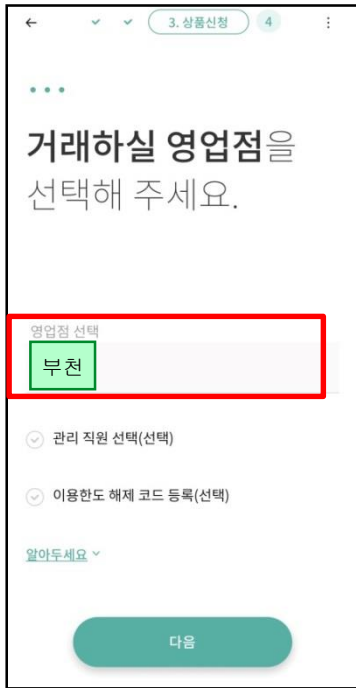 3. 상품신청 4
거래하실 영업점을
선택해 주세요.
영업점 선택
부천
관리 직원 선택(선택)
이용한도 해제 코드 등록(선택)
알아두세요
다음